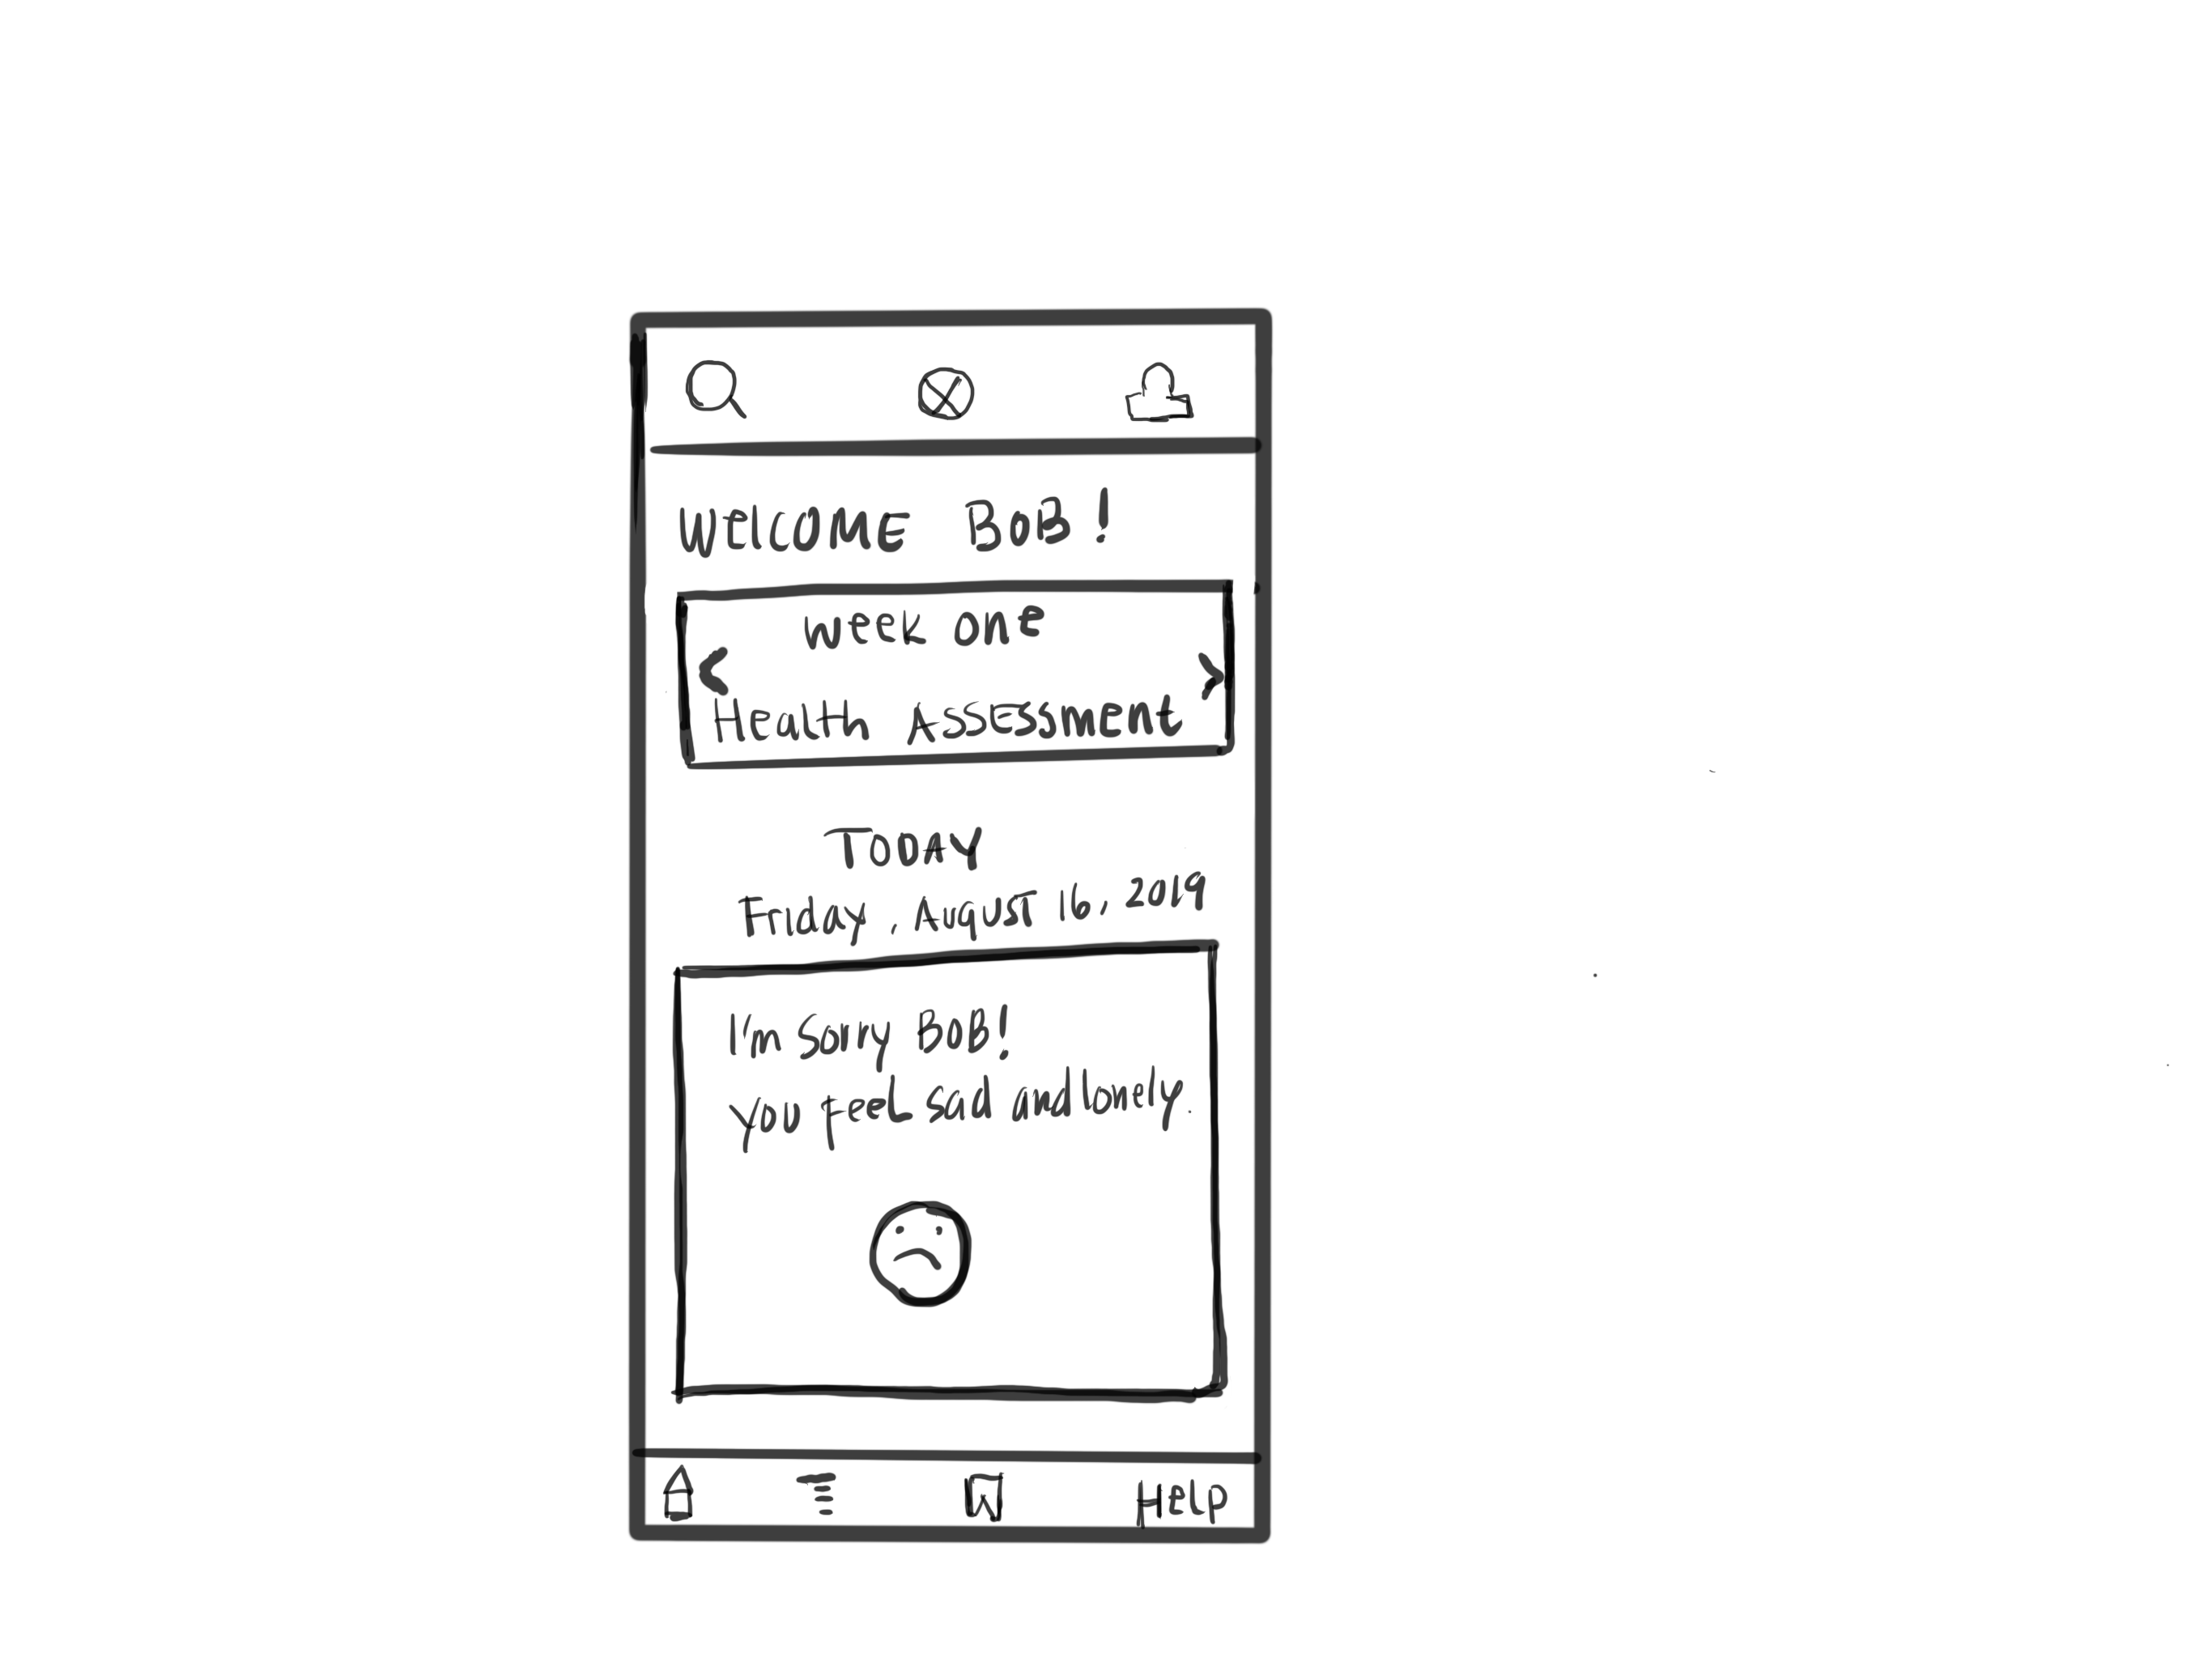 WElCOME BOB!
week one
< >
Health ASSESSment
TODAY
Friday, August 16, 2019
I'm Sorry BOB!
you feel sad and lonely.
Help